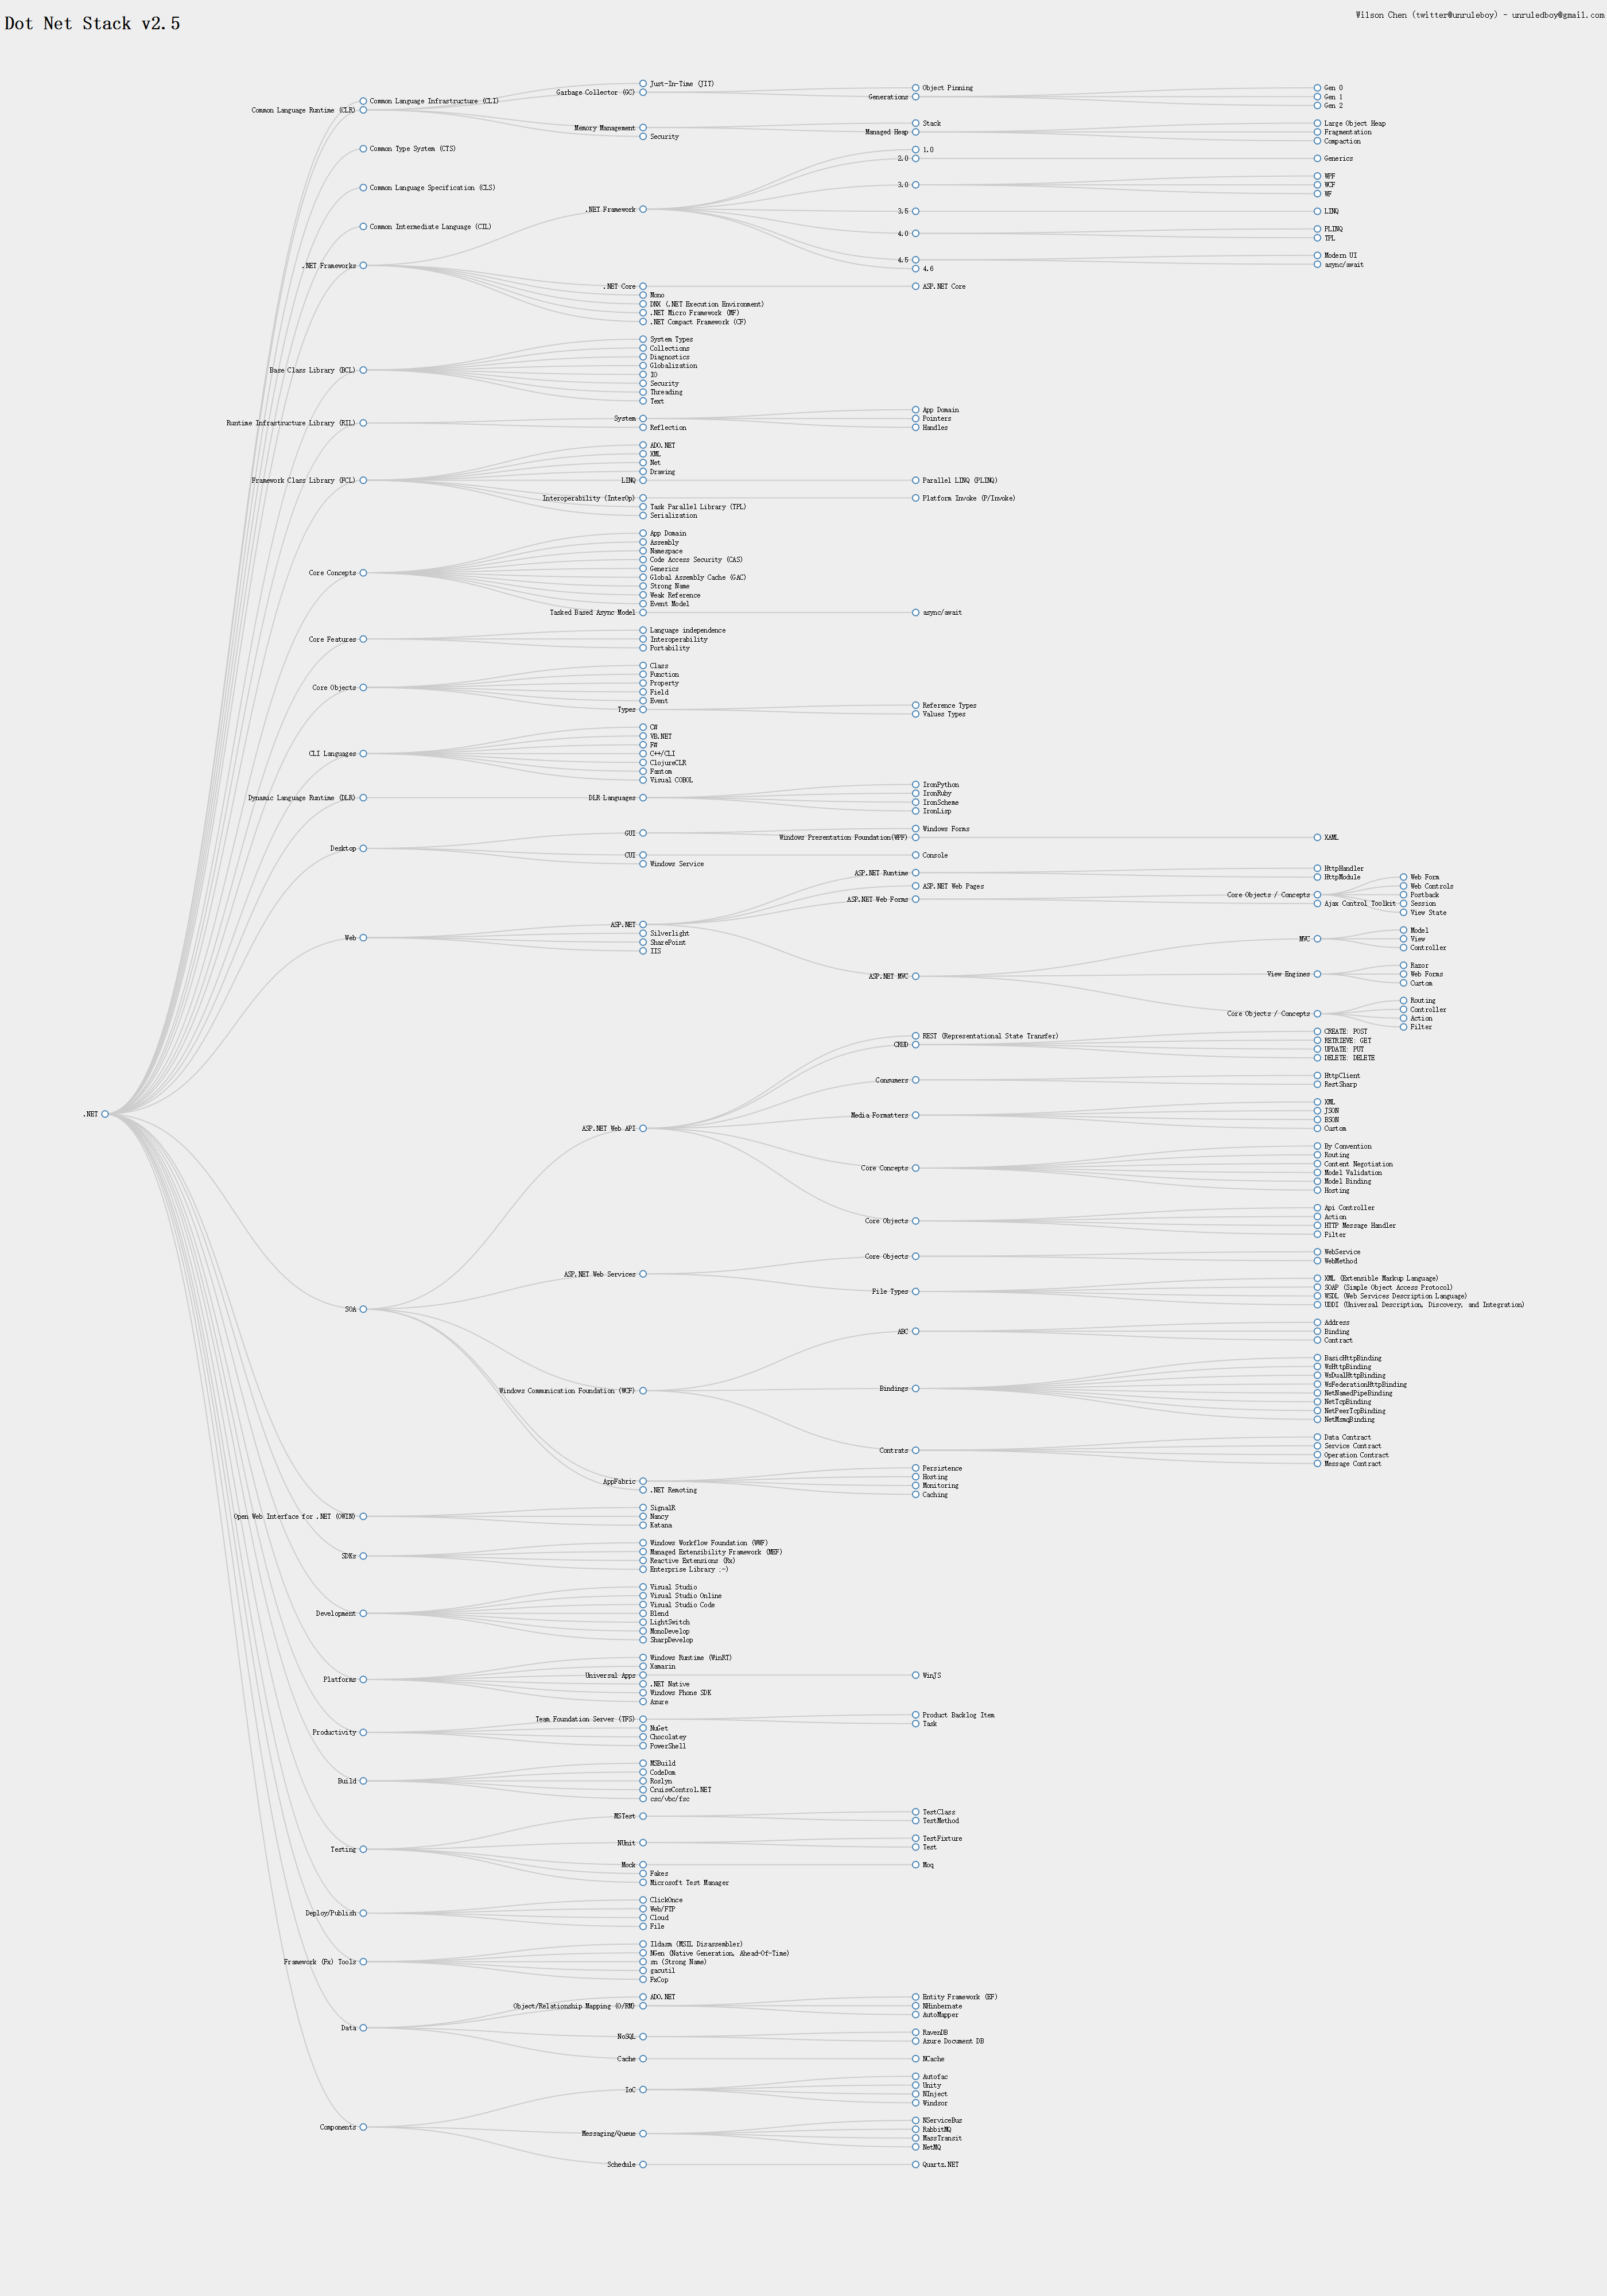 Dot Net Stack v2.5
Wilson Chen (twitter@unruleboy) - unruledboy@gmail.com
.NET
Common Language Infrastructure (CLI)
Common Language Runtime (CLR)
Just-In-Time (JIT)
Garbage Collector (GC)
Object Pinning
Generations
Gen 0
Gen 1
Gen 2
Memory Management
Stack
Managed Heap
Large Object Heap
Fragmentation
Compaction
Security
Common Type System (CTS)
Common Language Specification (CLS)
Common Intermediate Language (CIL)
.NET Frameworks
.NET Framework
1.0
2.0
Generics
3.0
WPF
WCF
WF
3.5
LINQ
4.0
PLINQ
TPL
4.5
Modern UI
async/await
4.6
.NET Core
ASP.NET Core
Mono
DNX (.NET Execution Environment)
.NET Micro Framework (MF)
.NET Compact Framework (CF)
Base Class Library (BCL)
System Types
Collections
Diagnostics
Globalization
IO
Security
Threading
Text
Runtime Infrastructure Library (RIL)
System
App Domain
Pointers
Handles
Reflection
Framework Class Library (FCL)
ADO.NET
XML
Net
Drawing
LINQ
Parallel LINQ (PLINQ)
Interoperability (InterOp)
Platform Invoke (P/Invoke)
Task Parallel Library (TPL)
Serialization
Core Concepts
App Domain
Assembly
Namespace
Code Access Security (CAS)
Generics
Global Assembly Cache (GAC)
Strong Name
Weak Reference
Event Model
Tasked Based Async Model
async/await
Core Features
Language independence
Interoperability
Portability
Core Objects
Class
Function
Property
Field
Event
Types
Reference Types
Values Types
CLI Languages
C#
VB.NET
F#
C++/CLI
ClojureCLR
Fantom
Visual COBOL
Dynamic Language Runtime (DLR)
DLR Languages
IronPython
IronRuby
IronScheme
IronLisp
Desktop
GUI
Windows Forms
Windows Presentation Foundation(WPF)
XAML
CUI
Console
Windows Service
Web
ASP.NET
ASP.NET Runtime
HttpHandler
HttpModule
ASP.NET Web Pages
ASP.NET Web Forms
Core Objects / Concepts
Web Form
Web Controls
Postback
Session
View State
Ajax Control Toolkit
ASP.NET MVC
MVC
Model
View
Controller
View Engines
Razor
Web Forms
Custom
Core Objects / Concepts
Routing
Controller
Action
Filter
Silverlight
SharePoint
IIS
SOA
ASP.NET Web API
REST (Representational State Transfer)
CRUD
CREATE: POST
RETRIEVE: GET
UPDATE: PUT
DELETE: DELETE
Consumers
HttpClient
RestSharp
Media Formatters
XML
JSON
BSON
Custom
Core Concepts
By Convention
Routing
Content Negotiation
Model Validation
Model Binding
Hosting
Core Objects
Api Controller
Action
HTTP Message Handler
Filter
ASP.NET Web Services
Core Objects
WebService
WebMethod
File Types
XML (Extensible Markup Language)
SOAP (Simple Object Access Protocol)
WSDL (Web Services Description Language)
UDDI (Universal Description, Discovery, and Integration)
Windows Communication Foundation (WCF)
ABC
Address
Binding
Contract
Bindings
BasicHttpBinding
WsHttpBinding
WsDualHttpBinding
WsFederationHttpBinding
NetNamedPipeBinding
NetTcpBinding
NetPeerTcpBinding
NetMsmqBinding
Contrats
Data Contract
Service Contract
Operation Contract
Message Contract
AppFabric
Persistence
Hosting
Monitoring
Caching
.NET Remoting
Open Web Interface for .NET (OWIN)
SignalR
Nancy
Katana
SDKs
Windows Workflow Foundation (WWF)
Managed Extensibility Framework (MEF)
Reactive Extensions (Rx)
Enterprise Library :-)
Development
Visual Studio
Visual Studio Online
Visual Studio Code
Blend
LightSwitch
MonoDevelop
SharpDevelop
Platforms
Windows Runtime (WinRT)
Xamarin
Universal Apps
WinJS
.NET Native
Windows Phone SDK
Azure
Productivity
Team Foundation Server (TFS)
Product Backlog Item
Task
NuGet
Chocolatey
PowerShell
Build
MSBuild
CodeDom
Roslyn
CruiseControl.NET
csc/vbc/fsc
Testing
MSTest
TestClass
TestMethod
NUnit
TestFixture
Test
Mock
Moq
Fakes
Microsoft Test Manager
Deploy/Publish
ClickOnce
Web/FTP
Cloud
File
Framework (Fx) Tools
Ildasm (MSIL Disassembler)
NGen (Native Generation, Ahead-Of-Time)
sn (Strong Name)
gacutil
FxCop
Data
ADO.NET
Object/Relationship Mapping (O/RM)
Entity Framework (EF)
NHinbernate
AutoMapper
NoSQL
RavenDB
Azure Document DB
Cache
NCache
Components
IoC
Autofac
Unity
NInject
Windsor
Messaging/Queue
NServiceBus
RabbitMQ
MassTransit
NetMQ
Schedule
Quartz.NET